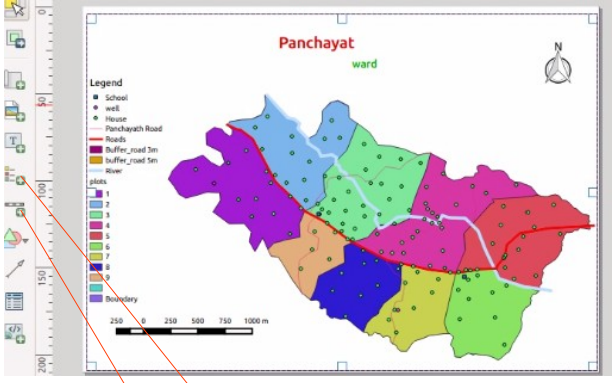 0
50
100
150
200
Panchayat
ward
N
Legend
School
well
House
Panchayath Road
Roads
Buffer_road 3m
buffer_road 5m
River
plots
1
2
3
4
5
6
7
8
9
Boundary
250 0 250 500 750 1000 m